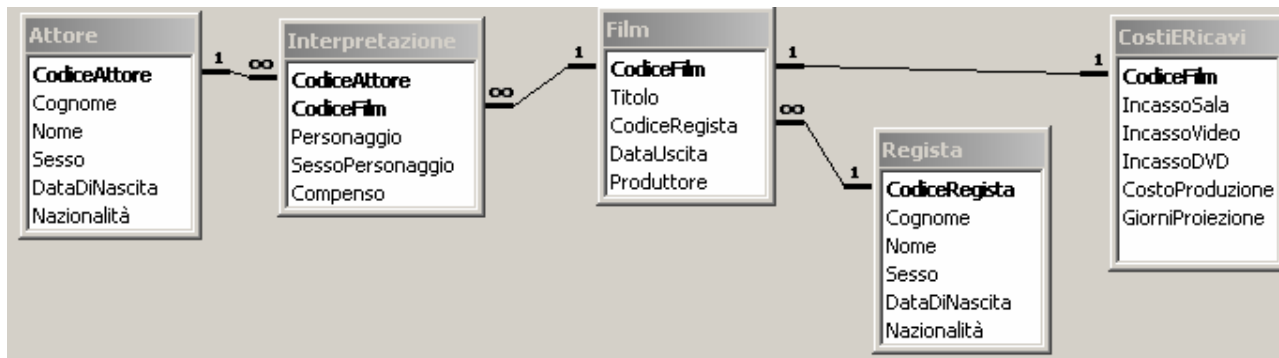 Attore
CodiceAttore
Cognome
Nome
Sesso
DataDiNascita
Nazionalità
1
∞
Interpretazione
CodiceAttore
CodiceFilm
Personaggio
SessoPersonaggio
Compenso
∞
1
Film
CodiceFilm
Titolo
CodiceRegista
DataUscita
Produttore
1
∞
1
Regista
CodiceRegista
Cognome
Nome
Sesso
DataDiNascita
Nazionalità
1
CostiERicavi
CodiceFilm
IncassoSala
IncassoVideo
IncassoDVD
CostoProduzione
GiorniProiezione